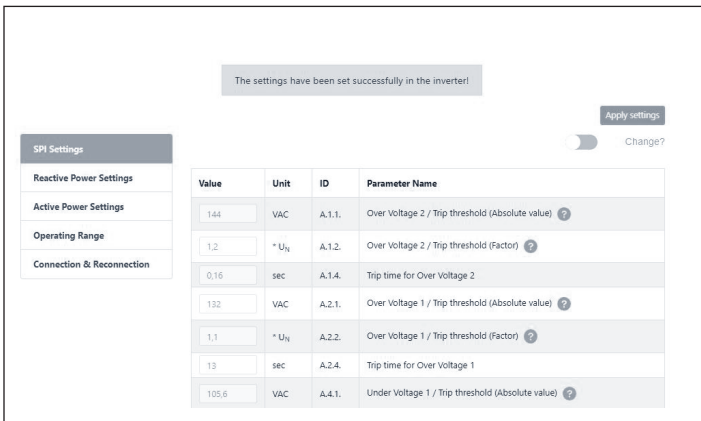 The settings have been set successfully in the inverter!
Apply settings
Change?
SPI Settings
Reactive Power Settings
Active Power Settings
Operating Range
Connection & Reconnection
Value Unit ID Parameter Name
144 VAC A.1.1. Over Voltage 2 / Trip threshold (Absolute value) ?
1,2 * UN A.1.2. Over Voltage 2 / Trip threshold (Factor) ?
0,16 sec A.1.4. Trip time for Over Voltage 2
132 VAC A.2.1. Over Voltage 1 / Trip threshold (Absolute value) ?
1,1 * UN A.2.2. Over Voltage 1 / Trip threshold (Factor) ?
13 sec A.2.4. Trip time for Over Voltage 1
105,6 VAC A.4.1. Under Voltage 1 / Trip threshold (Absolute value) ?